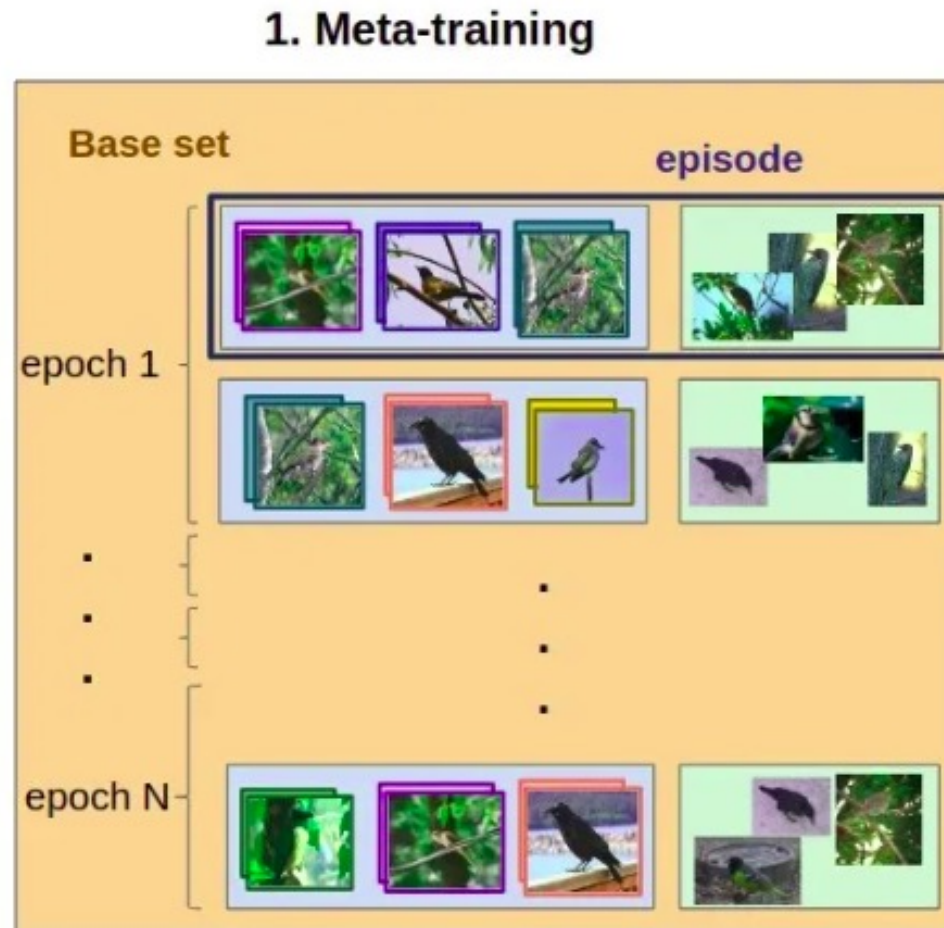 1. Meta-training
Base set
episode
epoch 1
epoch N